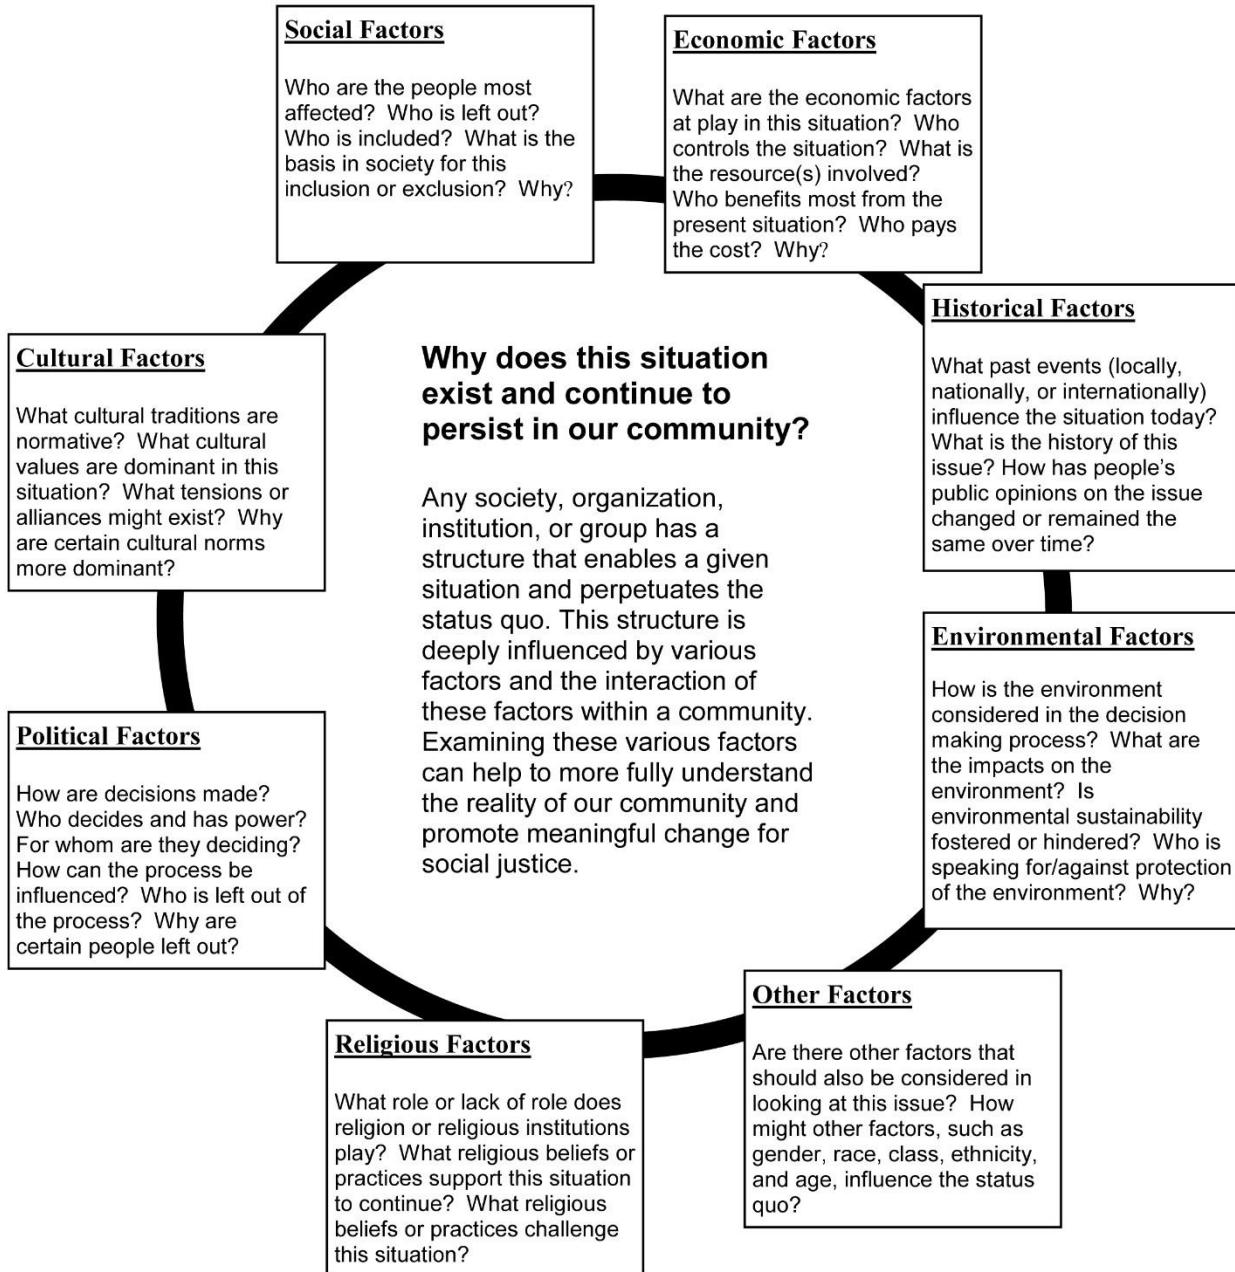 Social Factors
Who are the people most
affected?  Who is left out?
Who is included?  What is the
basis in society for this
inclusion or exclusion?  Why?
Economic Factors
What are the economic factors
at play in this situation?  Who
controls the situation?  What is
the resource(s) involved?
Who benefits most from the
present situation?  Who pays
the cost?  Why?
Historical Factors
What past events (locally,
nationally, or internationally)
influence the situation today?
What is the history of this
issue? How has people's
public opinions on the issue
changed or remained the
same over time?
Cultural Factors
What cultural traditions are
normative?  What cultural
values are dominant in this
situation?  What tensions or
alliances might exist?  Why
are certain cultural norms
more dominant?
Why does this situation
exist and continue to
persist in our community?
Any society, organization,
institution, or group has a
structure that enables a given
situation and perpetuates the
status quo. This structure is
deeply influenced by various
factors and the interaction of
these factors within a community.
Examining these various factors
can help to more fully understand
the reality of our community and
promote meaningful change for
social justice.
Environmental Factors
How is the environment
considered in the decision
making process?  What are
the impacts on the
environment?  Is
environmental sustainability
fostered or hindered?  Who is
speaking for/against protection
of the environment?  Why?
Political Factors
How are decisions made?
Who decides and has power?
For whom are they deciding?
How can the process be
influenced?  Who is left out of
the process?  Why are
certain people left out?
Other Factors
Are there other factors that
should also be considered in
looking at this issue?  How
might other factors, such as
gender, race, class, ethnicity,
and age, influence the status
quo?
Religious Factors
What role or lack of role does
religion or religious institutions
play?  What religious beliefs or
practices support this situation
to continue?  What religious
beliefs or practices challenge
this situation?